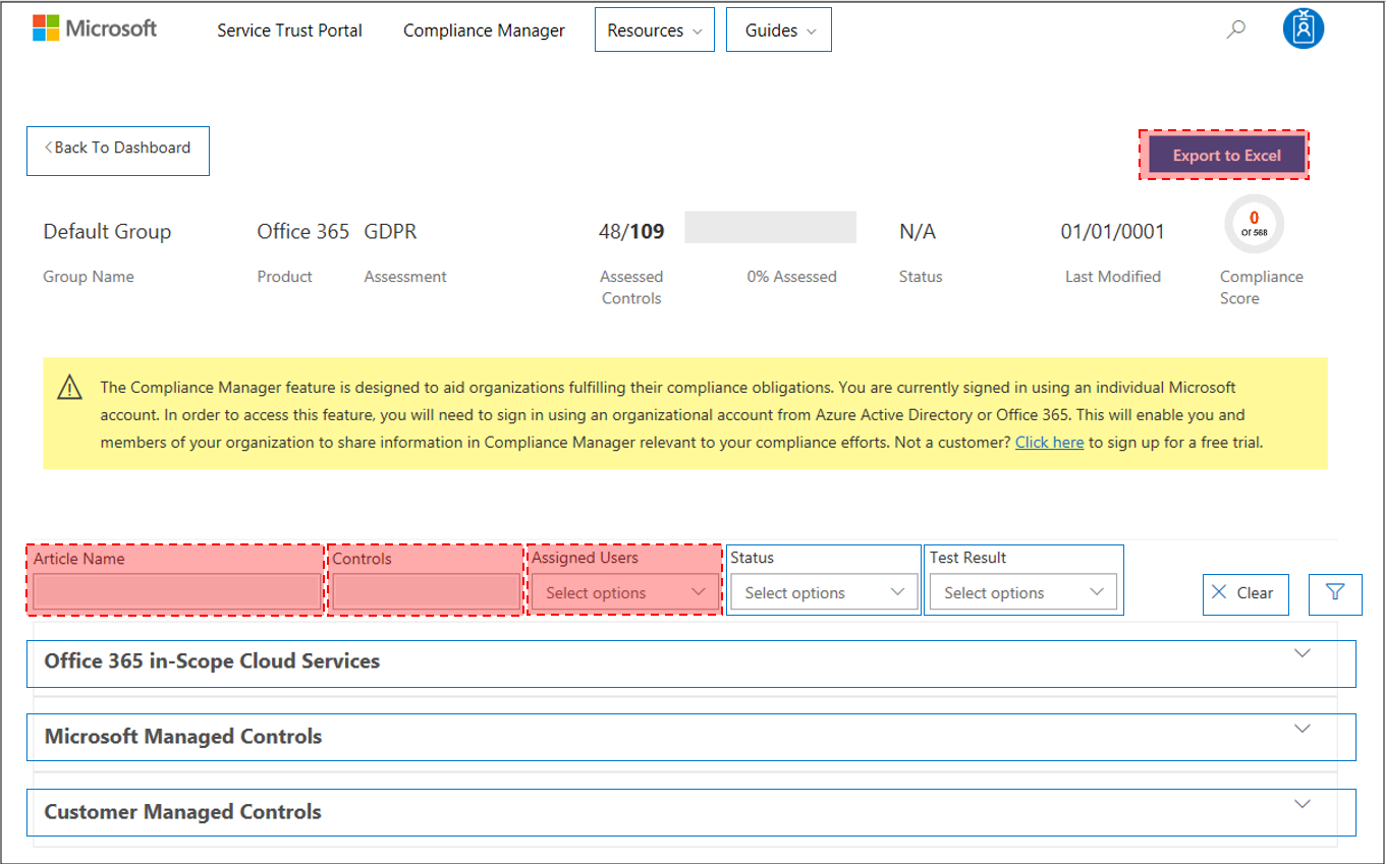 Microsoft Service Trust Portal Compliance Manager Resources Guides
Back To Dashboard
Export to Excel
Default Group Office 365 GDPR 48/109 N/A 01/01/0001 0
Of 568
Group Name Product Assessment Assessed 0% Assessed Status Last Modified Compliance
Controls Score
The Compliance Manager feature is designed to aid organizations fulfilling their compliance obligations. You are currently signed in using an individual Microsoft
account. In order to access this feature, you will need to sign in using an organizational account from Azure Active Directory or Office 365. This will enable you and
members of your organization to share information in Compliance Manager relevant to your compliance efforts. Not a customer? Click here to sign up for a free trial.
Article Name Controls Assigned Users Status Test Result
Select options Select options Select options Clear
Office 365 in-Scope Cloud Services
Microsoft Managed Controls
Customer Managed Controls